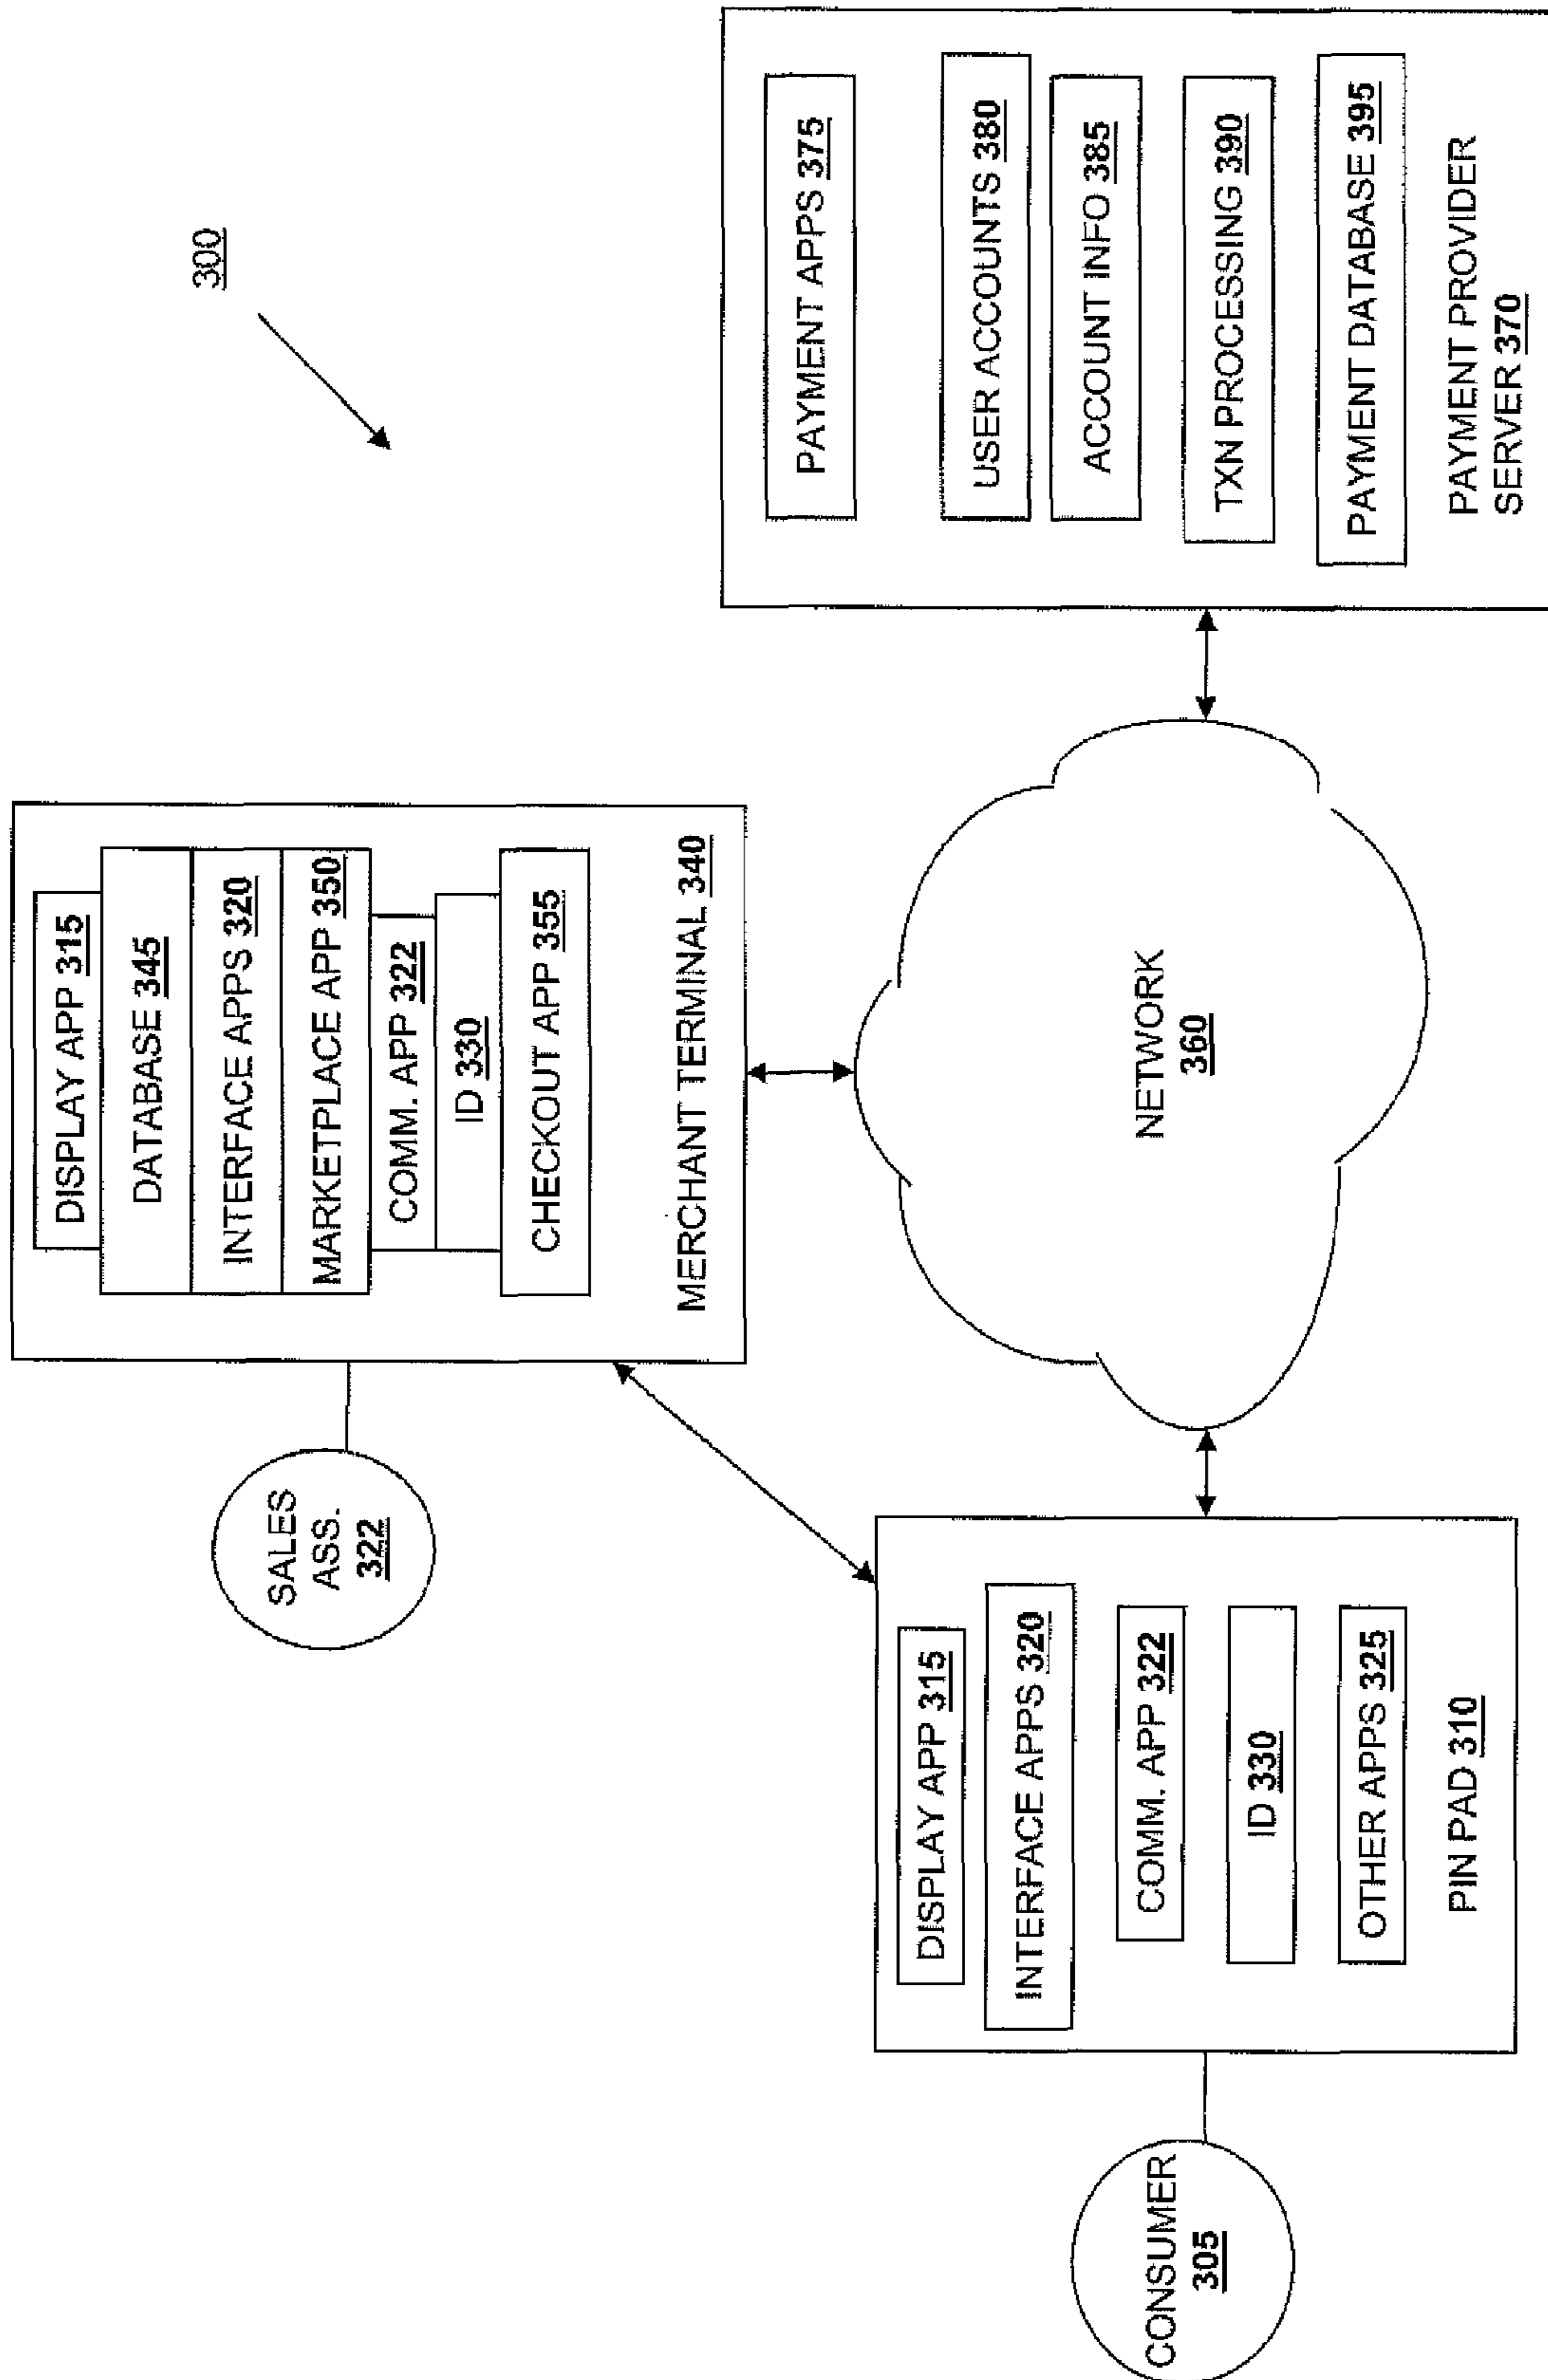 300
SALES
ASS.
322
DISPLAY APP 315
DATABASE 345
INTERFACE APPS 320
MARKETPLACE APP 350
COMM. APP 322
ID 330
CHECKOUT APP 355
MERCHANT TERMINAL 340
CONSUMER
305
DISPLAY APP 315
INTERFACE APPS 320
COMM. APP 322
ID 330
OTHER APPS 325
PIN PAD 310
NETWORK
360
PAYMENT APPS 375
USER ACCOUNTS 380
ACCOUNT INFO 385
TXN PROCESSING 390
PAYMENT DATABASE 395
PAYMENT PROVIDER
SERVER 370